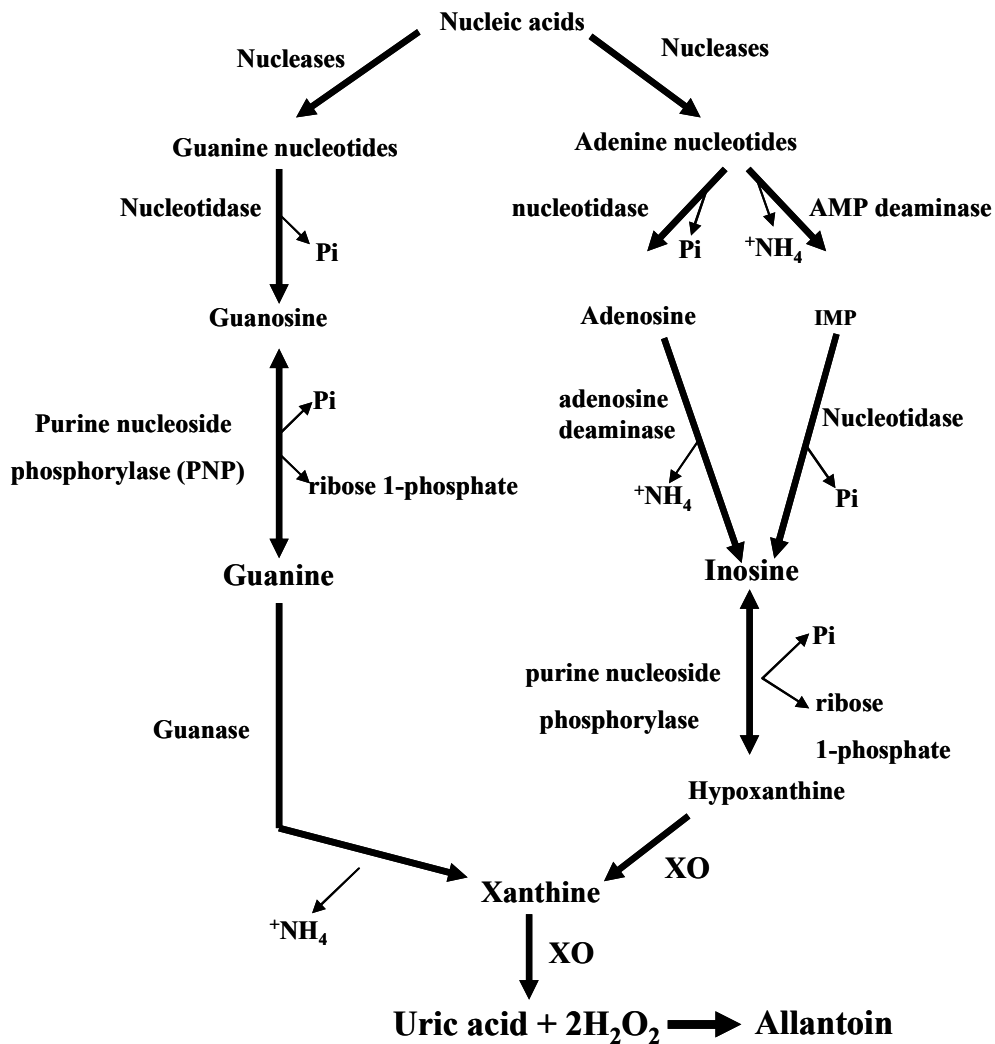 Nucleic acids
Nucleases
Nucleases
Guanine nucleotides
Adenine nucleotides
Nucleotidase
Pi
nucleotidase
Pi
⁺NH₄
AMP deaminase
Guanosine
Adenosine
IMP
Purine nucleoside
phosphorylase (PNP)
Pi
ribose 1-phosphate
adenosine
deaminase
⁺NH₄
Nucleotidase
Pi
Guanine
Inosine
Guanase
purine nucleoside
phosphorylase
Pi
ribose
1-phosphate
Hypoxanthine
XO
⁺NH₄
Xanthine
XO
Uric acid + 2H₂O₂
Allantoin